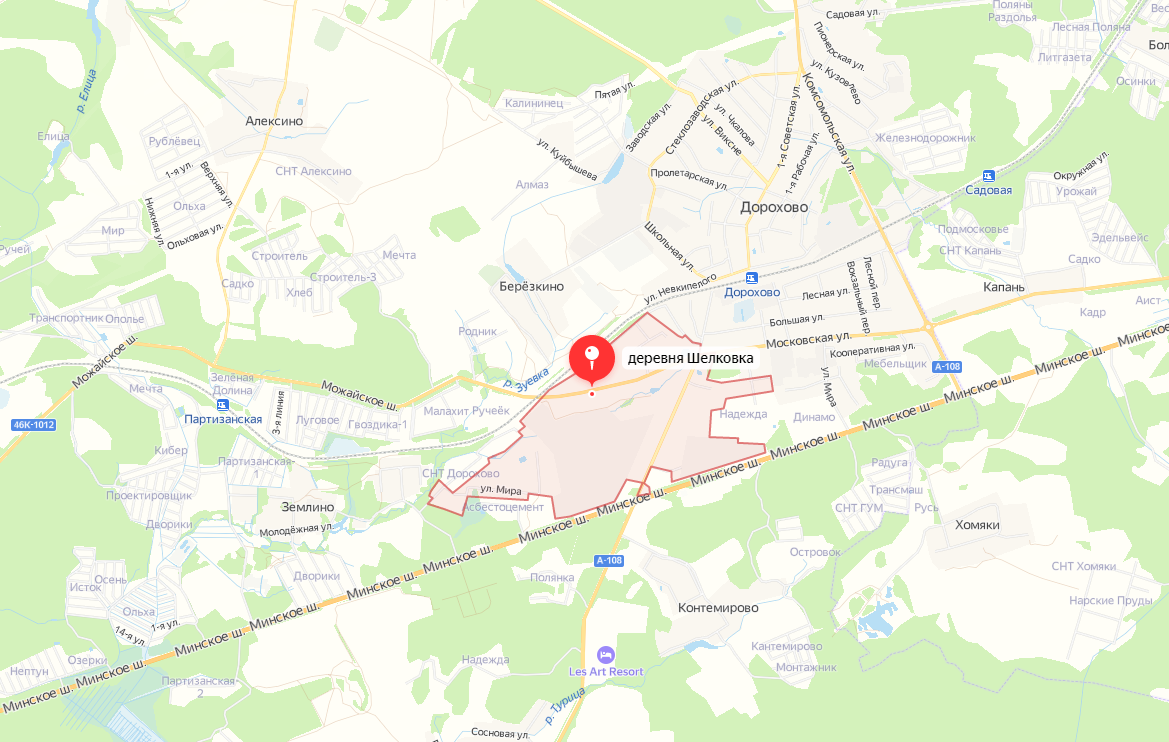 Садовая ул.
Поляны
Раздолья
Лесная Поляна
Литгазета
Осинки
Пионерская ул.
ул. Кузовлево
Комсомольская ул.
р. Елица
Елица
Алексино
Рублёвец
СНТ Алексино
1-я ул.
Верхняя ул.
Ольха
Нижняя ул.
Ольховая ул.
Мир
Ручей
Калининец
Пятая ул.
ул. Куйбышева
Алмаз
Заводская ул.
Стеклозаводская ул.
ул. Чкалова
ул. Виксне
1-я Советская ул.
1-я Рабочая ул.
Пролетарская ул.
Дорохово
Школьная ул.
Железнодорожник
Садовая
Окружная ул.
Урожай
Подмосковье
СНТ Капань
Эдельвейс
Садко
Капань
Кадр
Строитель
Мечта
Строитель-3
Садко
Хлеб
Берёзкино
ул. Невкипелого
Дорохово
Лесная ул.
Лесной пер.
Вокзальный пер.
Большая ул.
Московская ул.
Кооперативная ул.
Мебельщик
А-108
Транспортник
Ополье
Можайское ш.
Родник
р. Зуевка
деревня Шелковка
ул. Мира
Мечта
Зелёная
Долина
Партизанская
46К-1012
3-я линия
Можайское ш.
Луговое
Гвоздика-1
Малахит
Ручеёк
Надежда
Динамо
Минское ш.
Минское ш.
Минское ш.
Минское ш.
Минское ш.
Минское ш.
Минское ш.
Минское ш.
Минское ш.
Минское ш.
Минское ш.
Минское ш.
Минское ш.
Минское ш.
Кибер
Партизанская-
1
СНТ Дорохово
ул. Мира
Асбестоцемент
Проектировщик
Дворики
Землино
Молодёжная ул.
Радуга
Трансмаш
СНТ ГУМ
Русь
Хомяки
СНТ Хомяки
Нарские Пруды
Островок
А-108
Полянка
Контемирово
Кантемирово
Монтажник
Осень
Исток
Дворики
Ольха
14-я ул.
1-я ул.
Озерки
Нептун
Партизанская
2
Надежда
Les Art Resort
р. Турица
Сосновая ул.